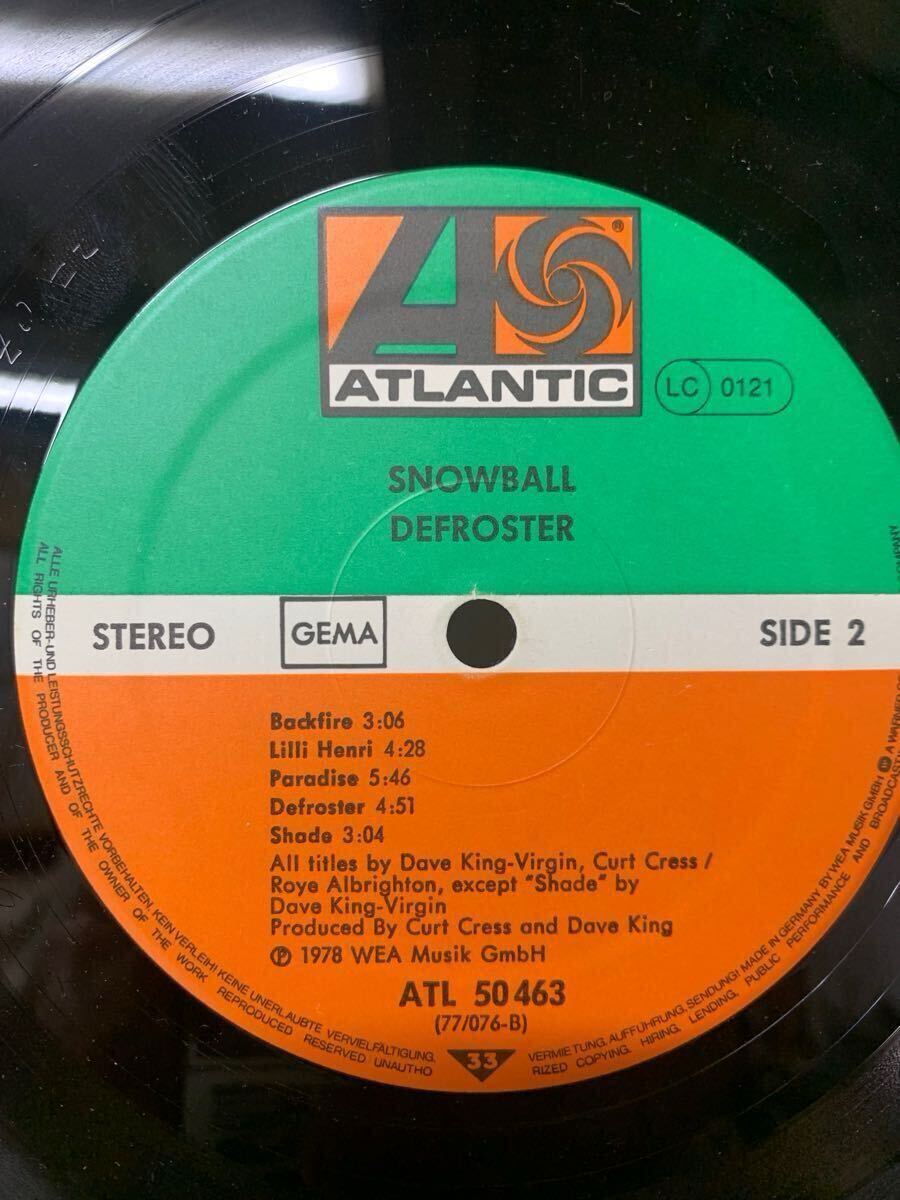 ATLANTIC
®
LC 0121
SNOWBALL
DEFROSTER
STEREO
GEMA
SIDE 2
Backfire 3:06
Lilli Henri 4:28
Paradise 5:46
Defroster 4:51
Shade 3:04
All titles by Dave King-Virgin, Curt Cress /
Roye Albrighton, except "Shade" by
Dave King-Virgin
Produced By Curt Cress and Dave King
℗ 1978 WEA Musik GmbH
ATL 50 463
(77/076-B)
33
ALLE URHEBER-UND LEISTUNGSSCHUTZRECHTE VORBEHALTEN. KEIN VERLEIH! KEINE UNERLAUBTE VERVIELFÄLTIGUNG.
VERMIETUNG. AUFFÜHRUNG. SENDUNG! MADE IN GERMANY BY WEA MUSIK GMBH A WARNER
ALL RIGHTS OF THE PRODUCER AND OF THE OWNER OF THE WORK REPRODUCED RESERVED UNAUTHO
RIZED COPYING. HIRING. LENDING. PUBLIC PERFORMANCE AND